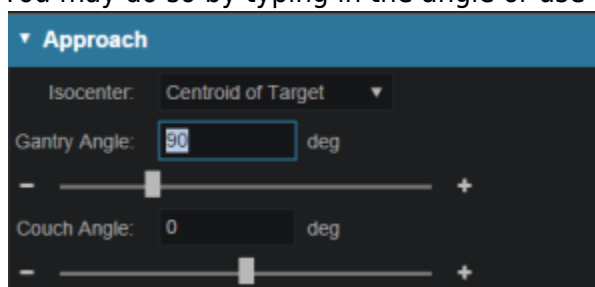 You may do so by typing in the angle or use
▼ Approach
Isocenter: Centroid of Target ▼
Gantry Angle: 90 deg
- +
Couch Angle: 0 deg
- +